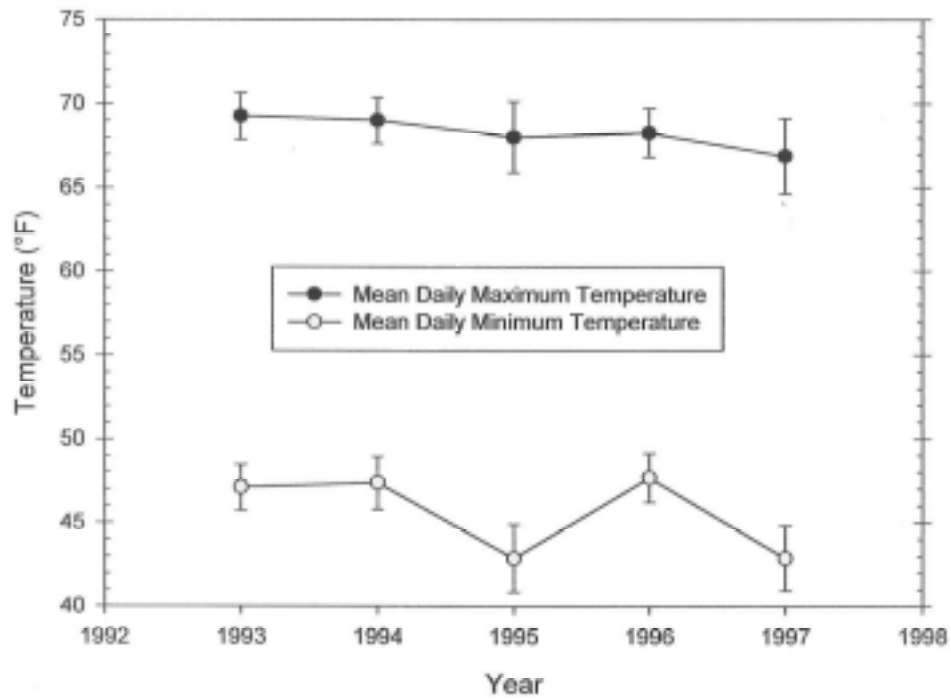 75
70
65
60
55
50
45
40
Temperature (°F)
Mean Daily Maximum Temperature
Mean Daily Minimum Temperature
1992 1993 1994 1995 1996 1997 1998
Year